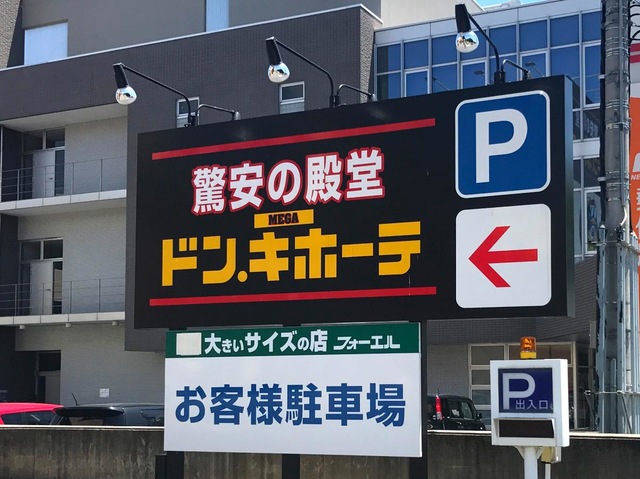 P
驚安の殿堂
MEGA
ドン.キホーテ
大きいサイズの店 フォーエル
お客様駐車場
P 出入口